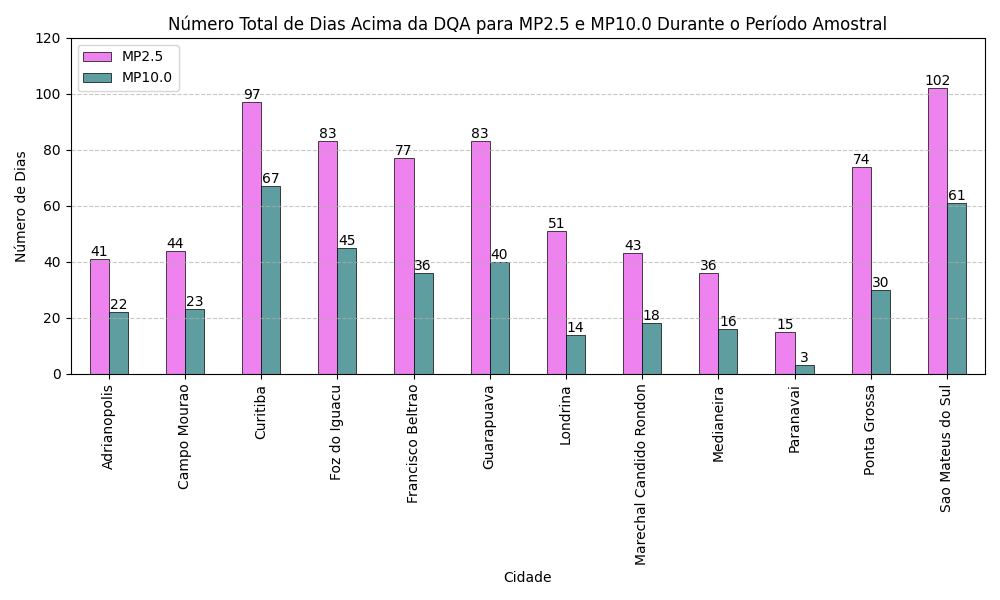 Número Total de Dias Acima da DQA para MP2.5 e MP10.0 Durante o Período Amostral
MP2.5
MP10.0
Número de Dias
120
100
80
60
40
20
0
41
22
44
23
97
67
83
45
77
36
83
40
51
14
43
18
36
16
15
3
74
30
102
61
Adrianopolis
Campo Mourao
Curitiba
Foz do Iguacu
Francisco Beltrao
Guarapuava
Londrina
Marechal Candido Rondon
Medianeira
Paranavai
Ponta Grossa
Sao Mateus do Sul
Cidade